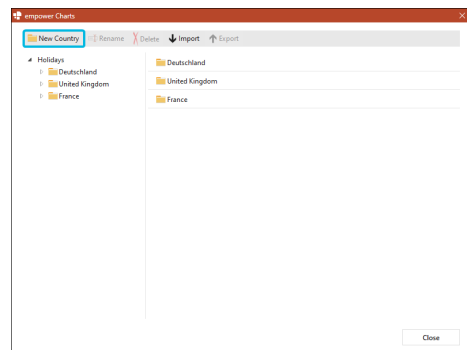 empower Charts
New Country Rename Delete Import Export
Holidays
Deutschland
United Kingdom
France
Deutschland
United Kingdom
France
Close